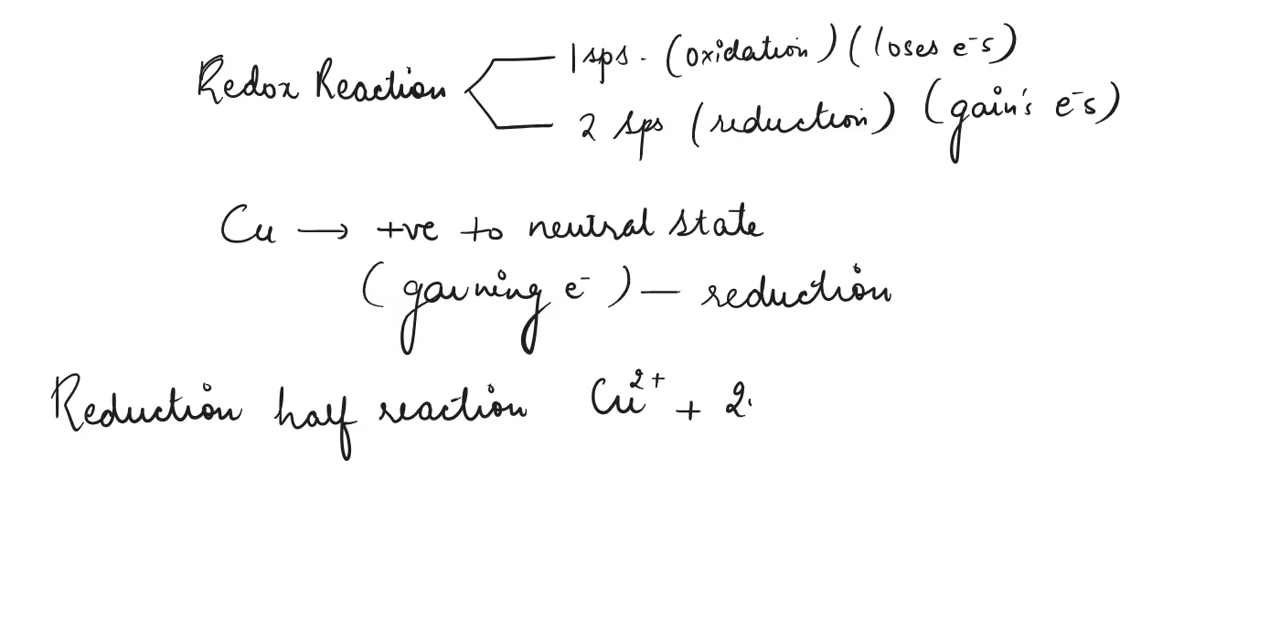 Redox Reaction
1 sps. (oxidation) (loses e⁻s)
2 sps (reduction) (gain's e⁻s)
Cu → +ve to neutral state
(gaining e⁻) — reduction
Reduction half reaction Cu²⁺ + 2